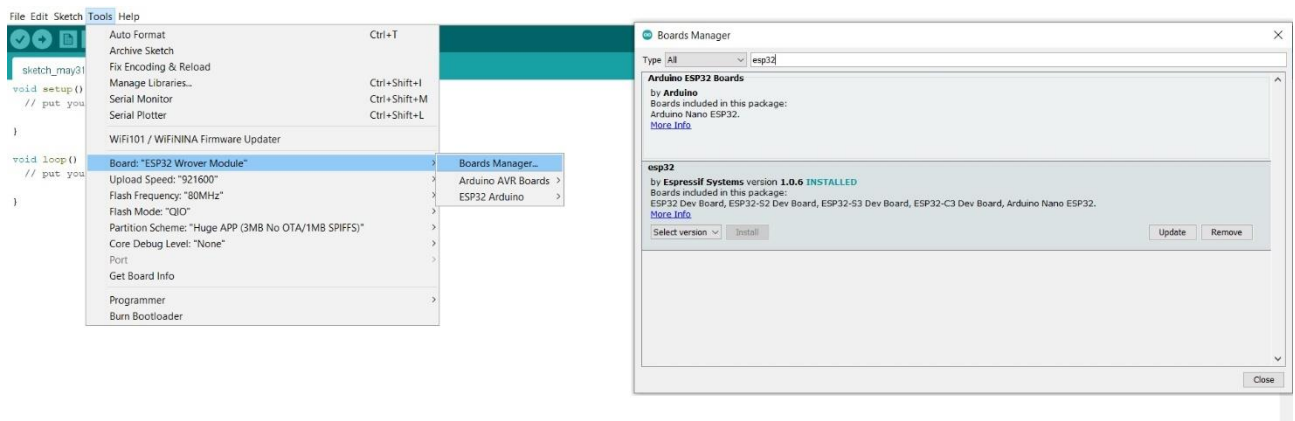 File Edit Sketch Tools Help
sketch_may31
void setup()
// put you
}
void loop()
// put you
}
Auto Format Ctrl+T
Archive Sketch
Fix Encoding & Reload
Manage Libraries... Ctrl+Shift+I
Serial Monitor Ctrl+Shift+M
Serial Plotter Ctrl+Shift+L
WiFi101 / WiFiNINA Firmware Updater
Board: "ESP32 Wrover Module"
Upload Speed: "921600"
Flash Frequency: "80MHz"
Flash Mode: "QIO"
Partition Scheme: "Huge APP (3MB No OTA/1MB SPIFFS)"
Core Debug Level: "None"
Port
Get Board Info
Programmer
Burn Bootloader
Boards Manager...
Arduino AVR Boards
ESP32 Arduino
Boards Manager
Type All esp32
Arduino ESP32 Boards
by Arduino
Boards included in this package:
Arduino Nano ESP32.
More Info
esp32
by Espressif Systems version 1.0.6 INSTALLED
Boards included in this package:
ESP32 Dev Board, ESP32-S2 Dev Board, ESP32-S3 Dev Board, ESP32-C3 Dev Board, Arduino Nano ESP32.
More Info
Select version Install Update Remove
Close